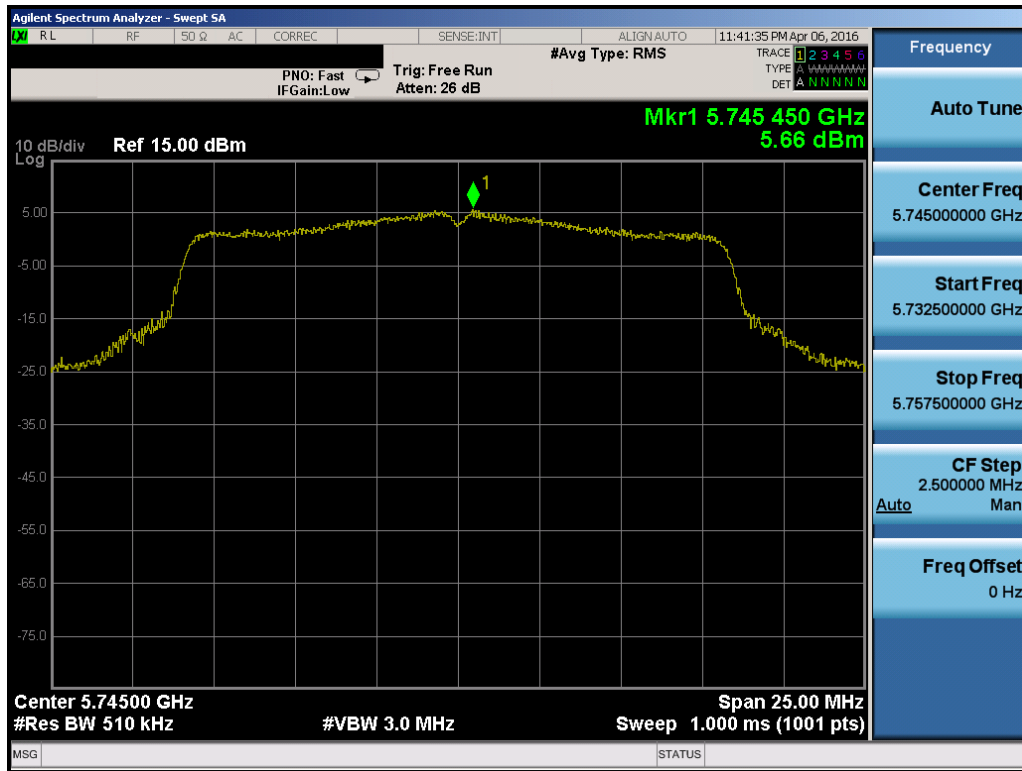 Agilent Spectrum Analyzer - Swept SA
LXI RL RF 50 Ω AC CORREC SENSE:INT ALIGN AUTO 11:41:35 PM Apr 06, 2016
PNO: Fast
IFGain:Low
Trig: Free Run
Atten: 26 dB
#Avg Type: RMS
TRACE 1 2 3 4 5 6
TYPE A WWWWW
DET A N N N N N
Mkr1 5.745 450 GHz
5.66 dBm
10 dB/div Ref 15.00 dBm
Log
1
5.00
-5.00
-15.0
-25.0
-35.0
-45.0
-55.0
-65.0
-75.0
Center 5.74500 GHz Span 25.00 MHz
#Res BW 510 kHz #VBW 3.0 MHz Sweep 1.000 ms (1001 pts)
MSG STATUS
Frequency
Auto Tune
Center Freq
5.745000000 GHz
Start Freq
5.732500000 GHz
Stop Freq
5.757500000 GHz
CF Step
2.500000 MHz
Auto Man
Freq Offset
0 Hz